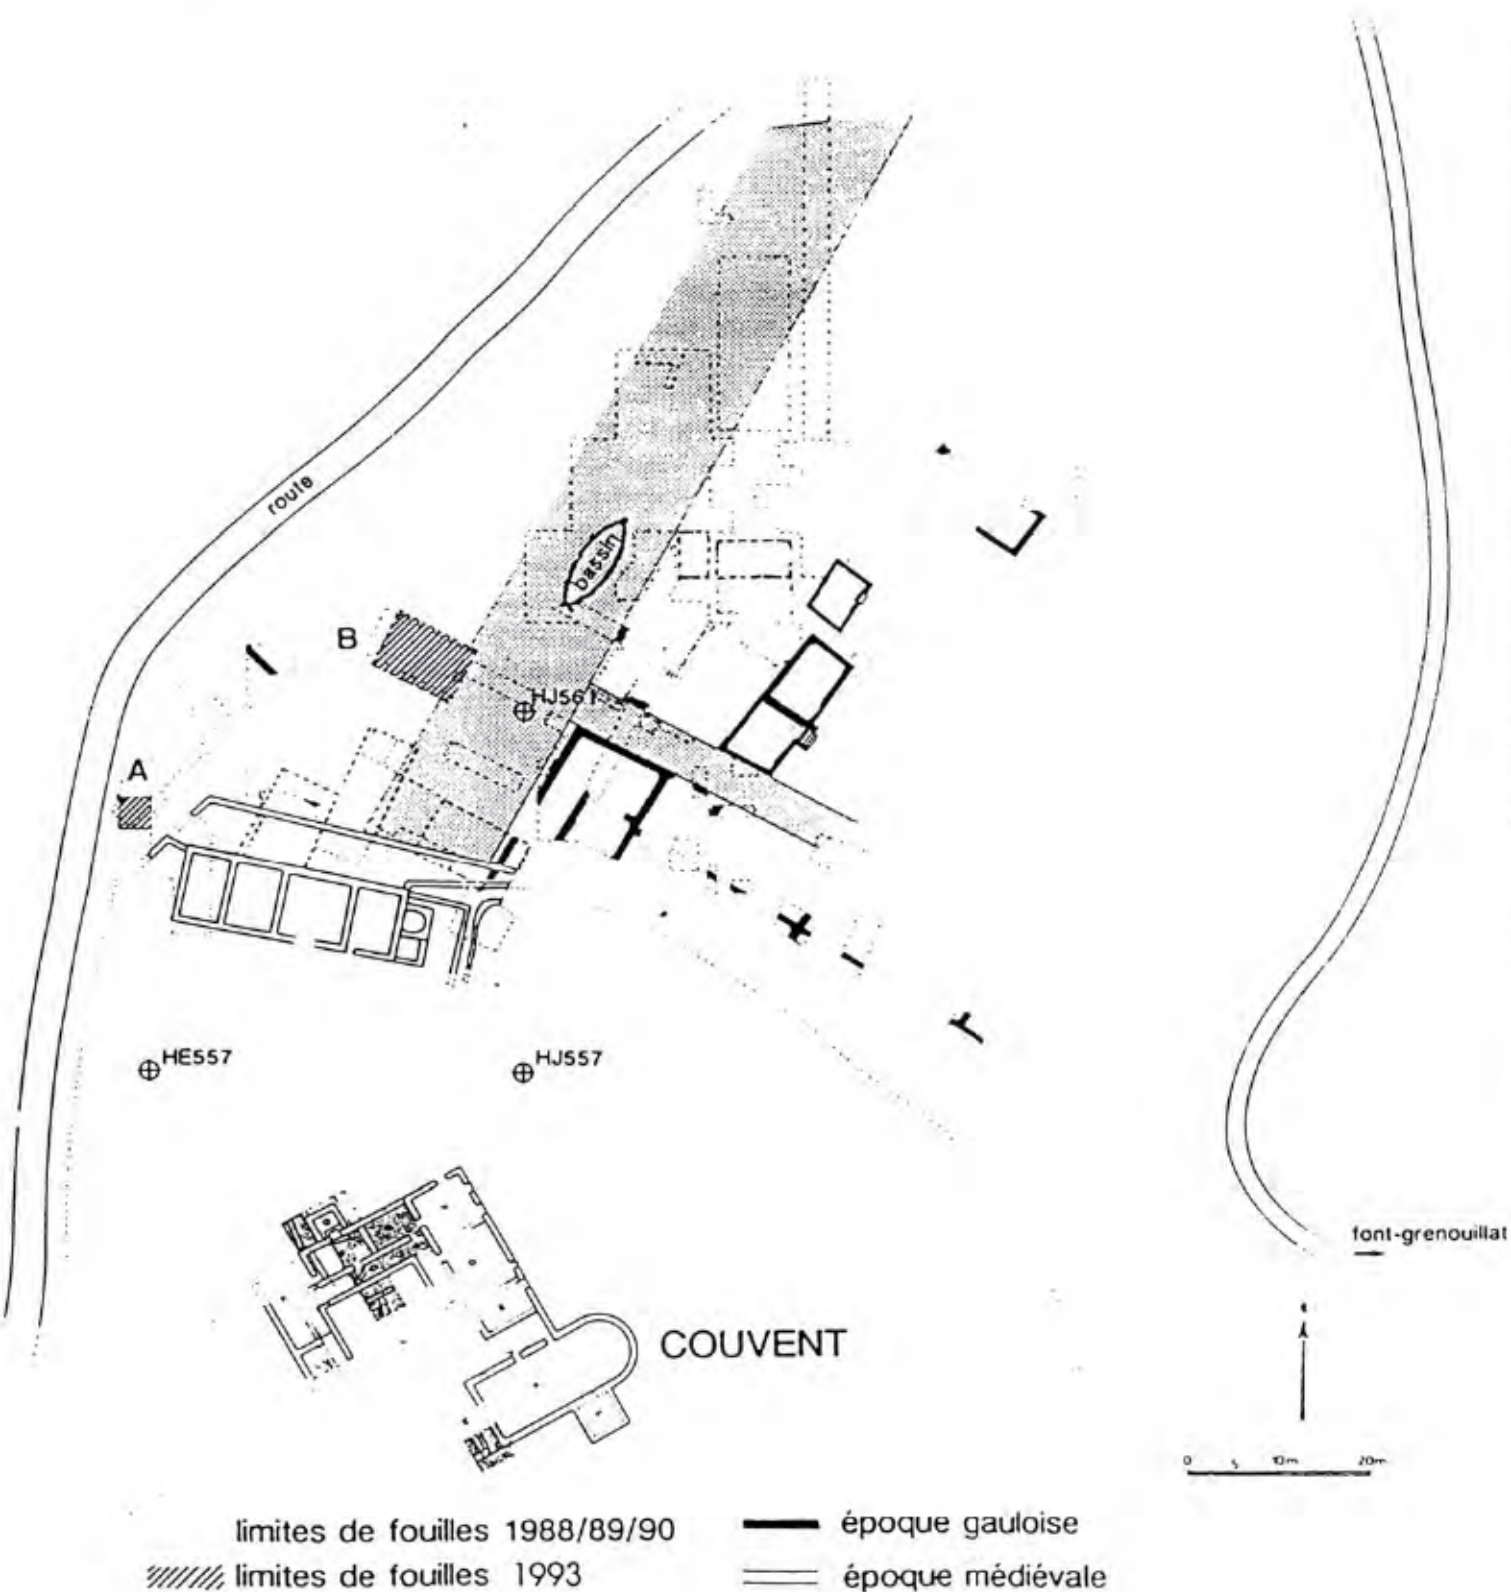 route
bassin
B
HJ561
A
HE557
HJ557
font-grenouillat
COUVENT
0 5 10m 20m
limites de fouilles 1988/89/90
époque gauloise
limites de fouilles 1993
époque médiévale